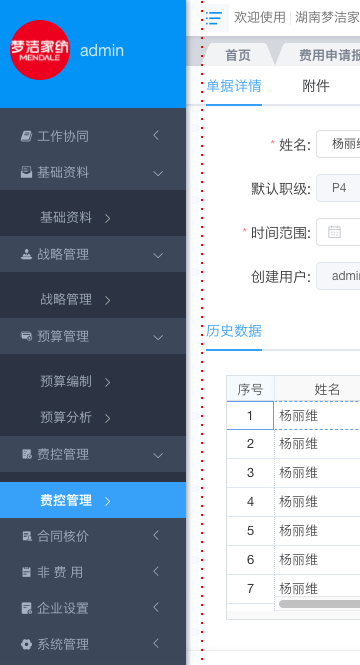 梦洁家纺
MENDALE
admin
工作协同
基础资料
基础资料
战略管理
战略管理
预算管理
预算编制
预算分析
费控管理
费控管理
合同核价
非 费 用
企业设置
系统管理
欢迎使用 | 湖南梦洁家
首页 费用申请报
单据详情 附件
* 姓名: 杨丽维
默认职级: P4
* 时间范围:
创建用户: admin
历史数据
序号 姓名
1 杨丽维
2 杨丽维
3 杨丽维
4 杨丽维
5 杨丽维
6 杨丽维
7 杨丽维